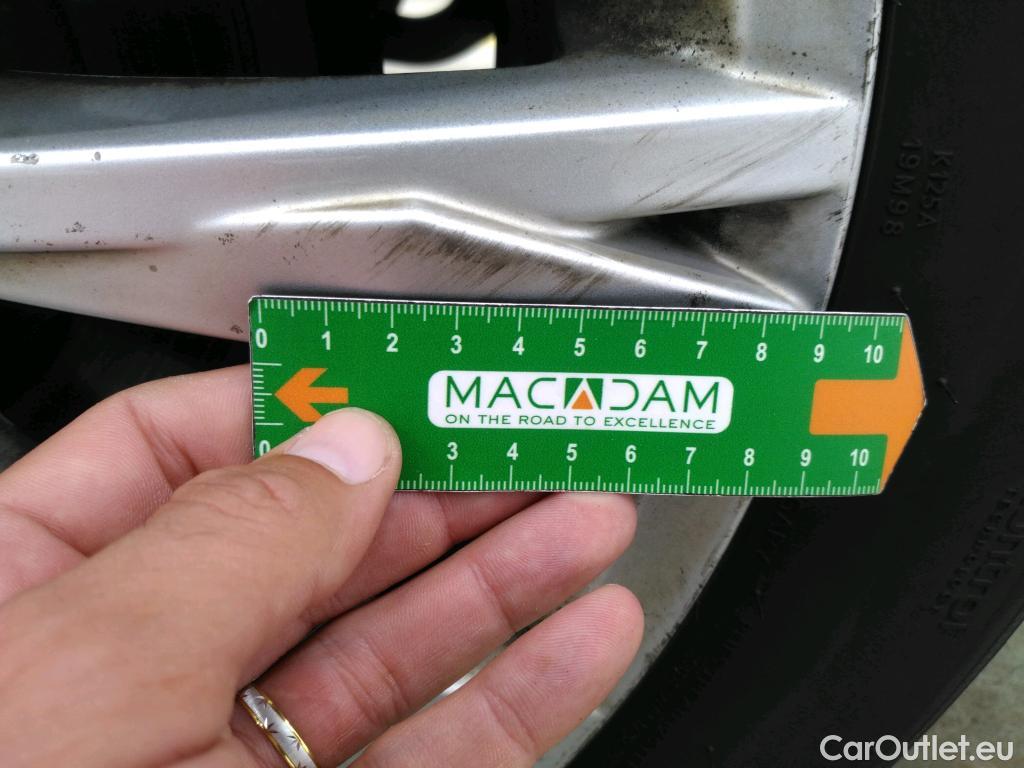 K125A
19M98
0 1 2 3 4 5 6 7 8 9 10
MACADAM
ON THE ROAD TO EXCELLENCE
0 3 4 5 6 7 8 9 10
CarOutlet.eu